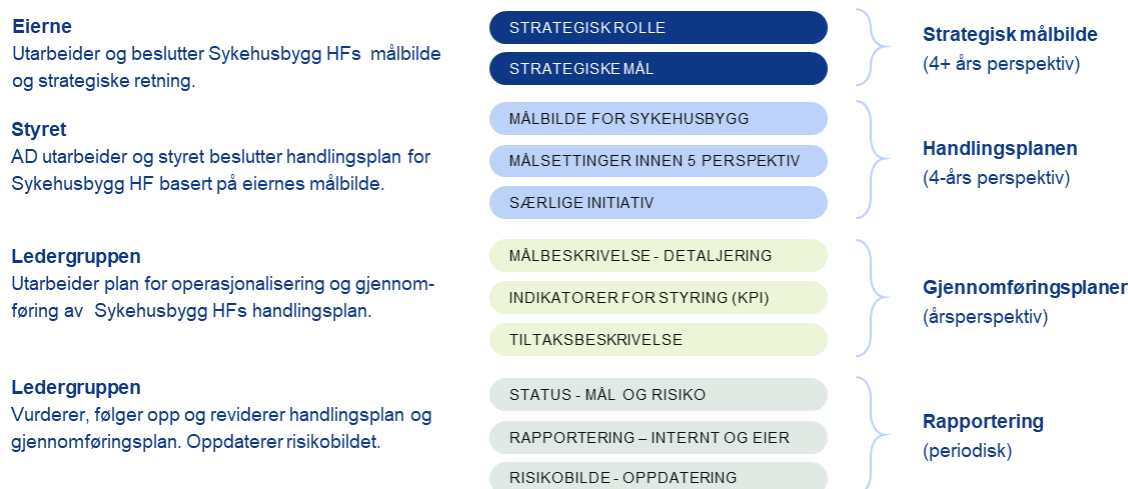 Eierne
Utarbeider og beslutter Sykehusbygg HFs målbilde
og strategiske retning.
STRATEGISK ROLLE
STRATEGISKE MÅL
Strategisk målbilde
(4+ års perspektiv)
Styret
AD utarbeider og styret beslutter handlingsplan for
Sykehusbygg HF basert på eiernes målbilde.
MÅLBILDE FOR SYKEHUSBYGG
MÅLSETTINGER INNEN 5 PERSPEKTIV
SÆRLIGE INITIATIV
Handlingsplanen
(4-års perspektiv)
Ledergruppen
Utarbeider plan for operasjonalisering og gjennom-
føring av Sykehusbygg HFs handlingsplan.
MÅLBESKRIVELSE - DETALJERING
INDIKATORER FOR STYRING (KPI)
TILTAKSBESKRIVELSE
Gjennomføringsplaner
(årsperspektiv)
Ledergruppen
Vurderer, følger opp og reviderer handlingsplan og
gjennomføringsplan. Oppdaterer risikobildet.
STATUS - MÅL OG RISIKO
RAPPORTERING – INTERNT OG EIER
RISIKOBILDE - OPPDATERING
Rapportering
(periodisk)